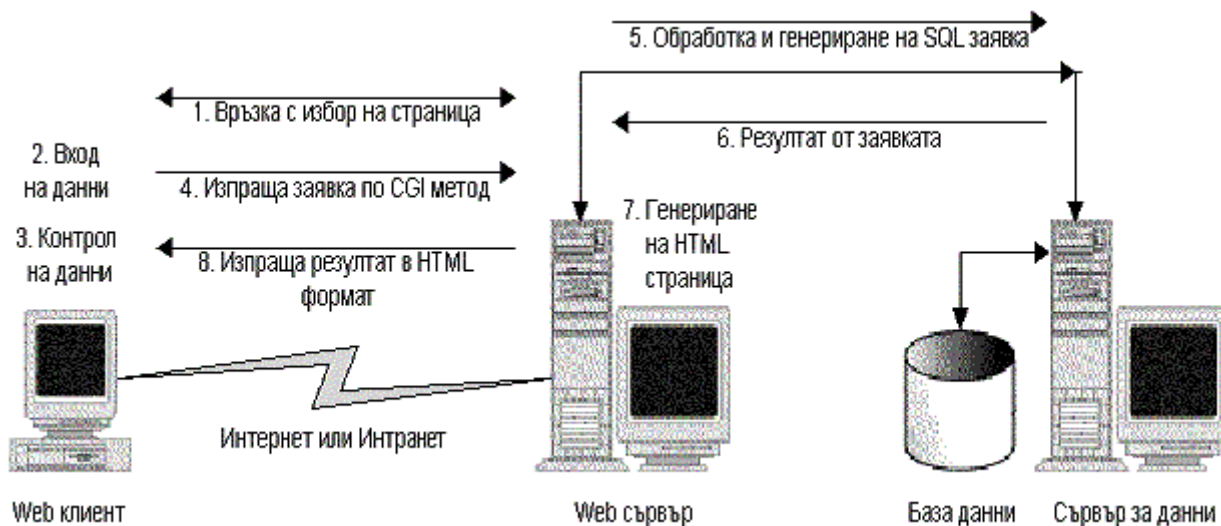 5. Обработка и генериране на SQL заявка
1. Връзка с избор на страница
6. Резултат от заявката
2. Вход
на данни
4. Изпраща заявка по CGI метод
3. Контрол
на данни
8. Изпраща резултат в HTML
формат
7. Генериране
на HTML
страница
Интернет или Интранет
Web клиент
Web сървър
База данни
Сървър за данни